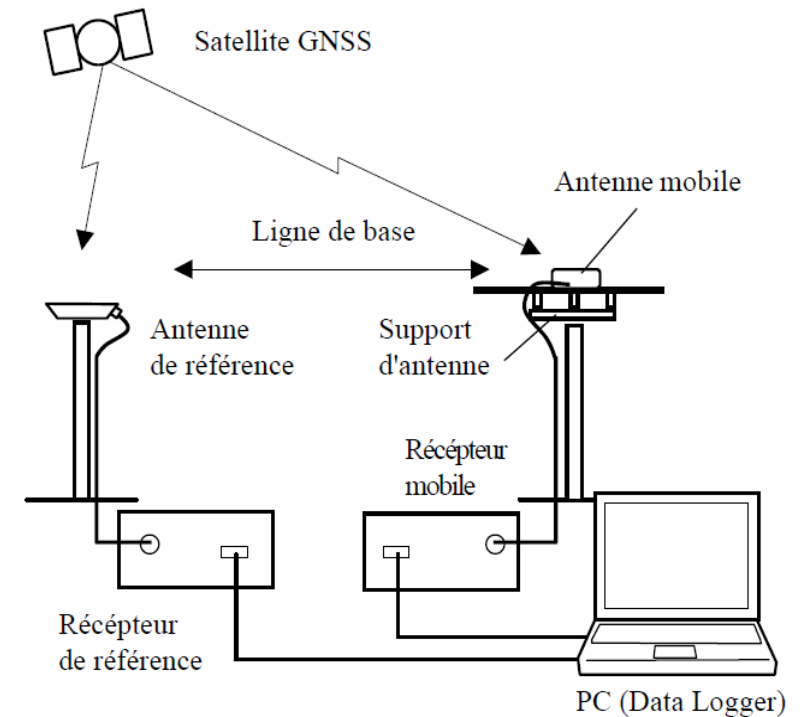 Satellite GNSS
Antenne mobile
Ligne de base
Antenne
de référence
Support
d'antenne
Récépteur
mobile
Récépteur
de référence
PC (Data Logger)